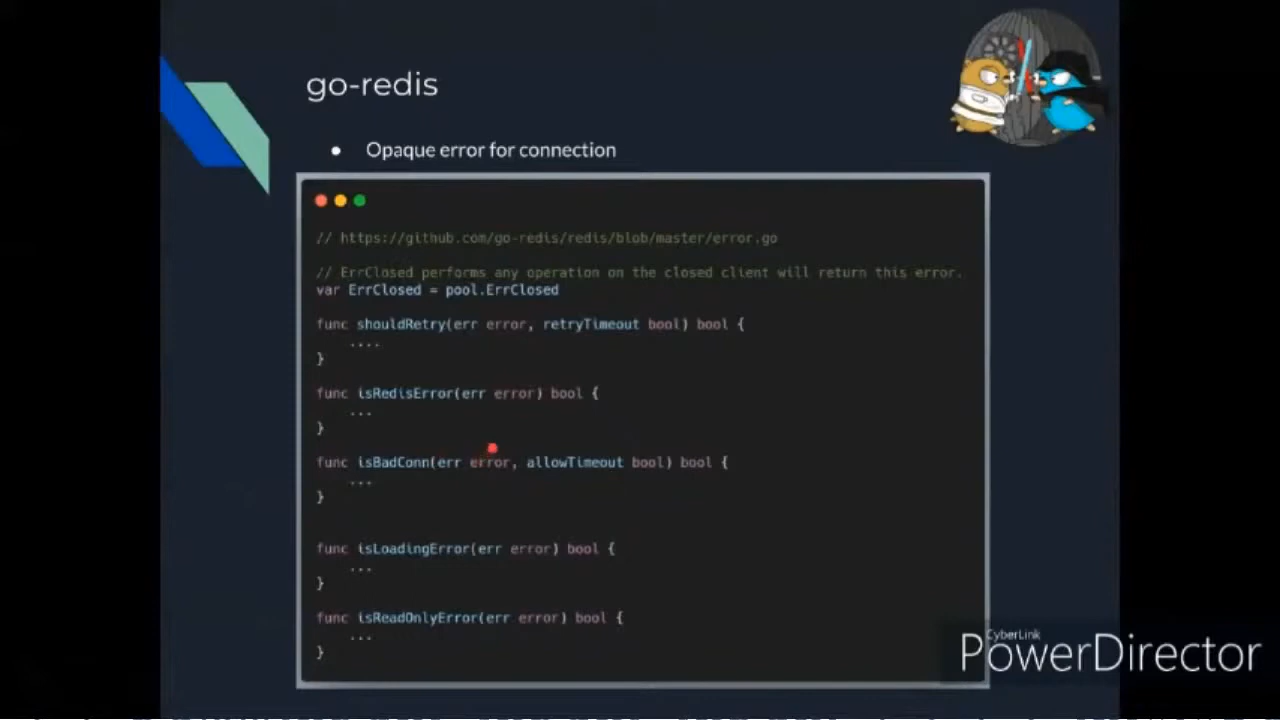 go-redis
● Opaque error for connection
// https://github.com/go-redis/redis/blob/master/error.go
// ErrClosed performs any operation on the closed client will return this error.
var ErrClosed = pool.ErrClosed
func shouldRetry(err error, retryTimeout bool) bool {
....
}
func isRedisError(err error) bool {
...
}
func isBadConn(err error, allowTimeout bool) bool {
...
}
func isLoadingError(err error) bool {
...
}
func isReadOnlyError(err error) bool {
...
}
CyberLink
PowerDirector